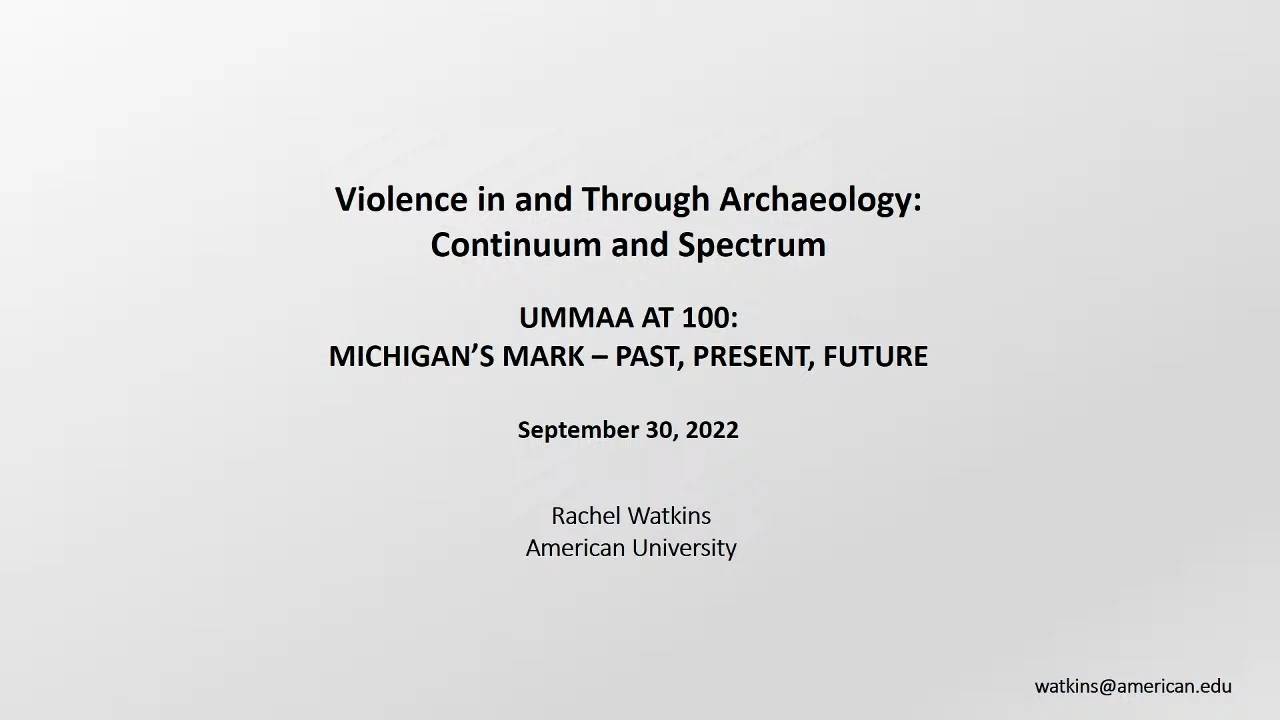 Violence in and Through Archaeology:
Continuum and Spectrum
UMMAA AT 100:
MICHIGAN’S MARK – PAST, PRESENT, FUTURE
September 30, 2022
Rachel Watkins
American University
watkins@american.edu